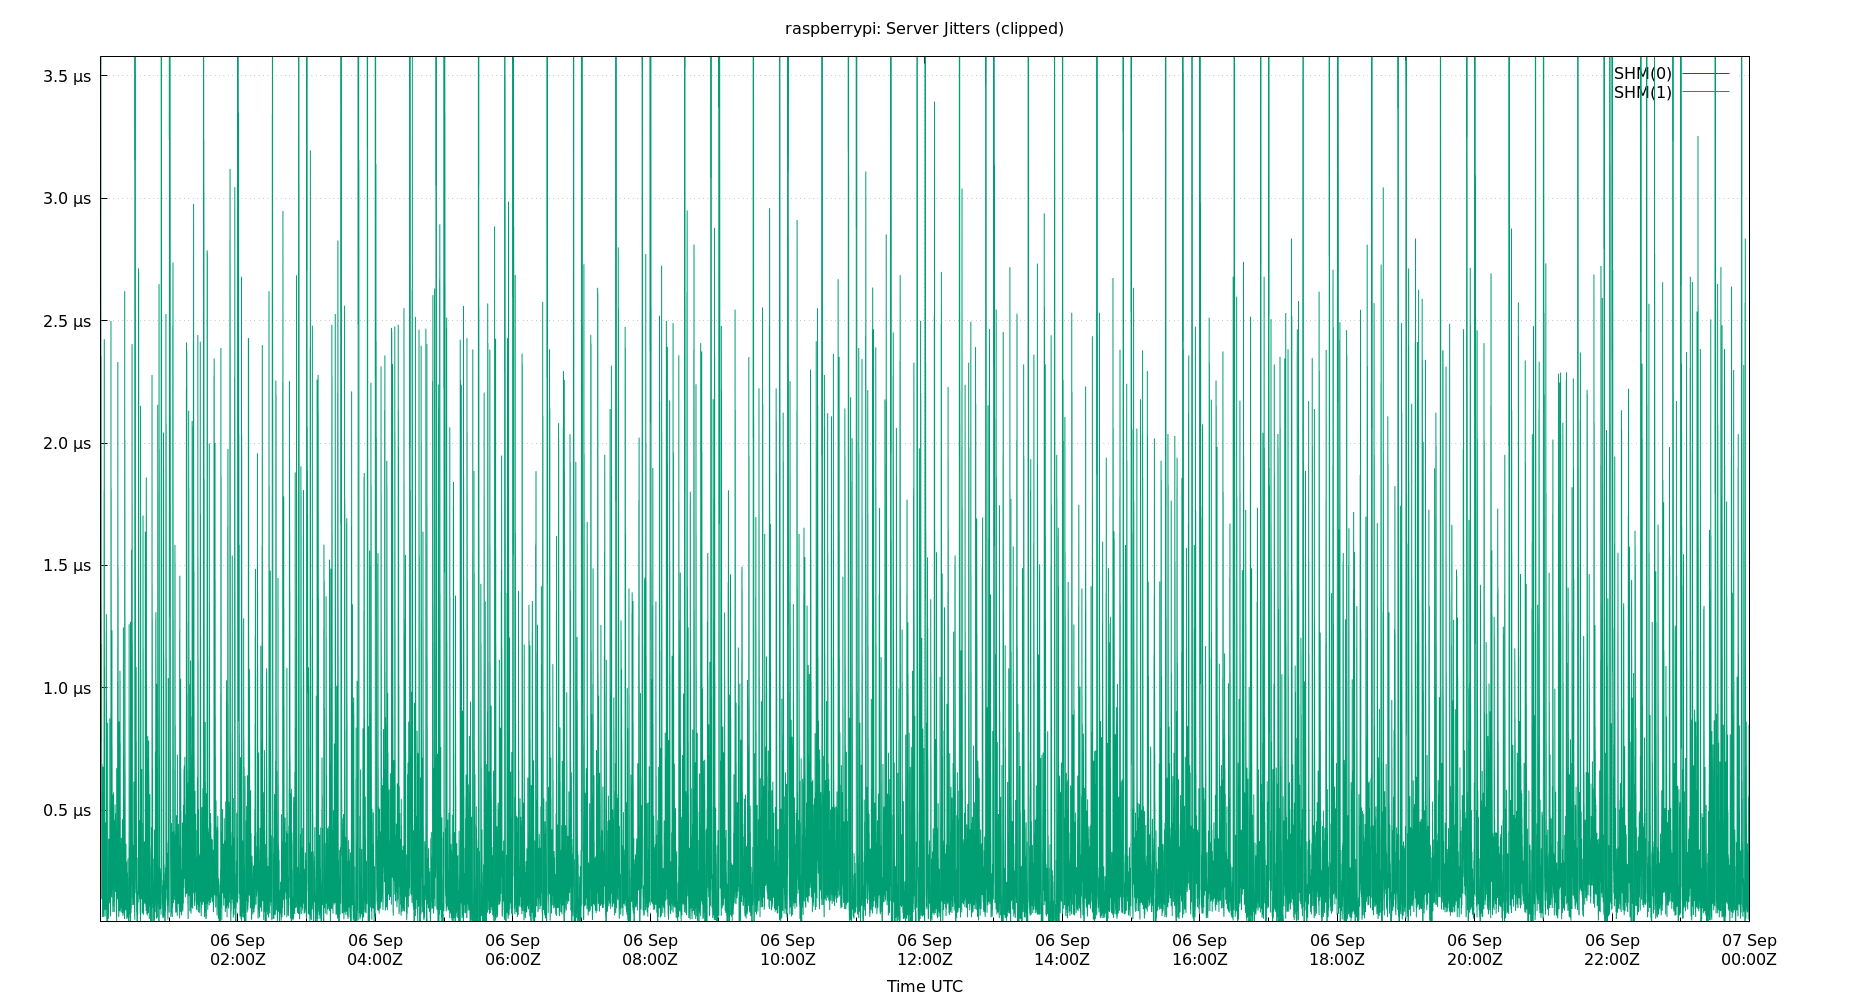 raspberrypi: Server Jitters (clipped)
3.5 μs
3.0 μs
2.5 μs
2.0 μs
1.5 μs
1.0 μs
0.5 μs
SHM(0)
SHM(1)
06 Sep 06 Sep 06 Sep 06 Sep 06 Sep 06 Sep 06 Sep 06 Sep 06 Sep 06 Sep 06 Sep 07 Sep
02:00Z 04:00Z 06:00Z 08:00Z 10:00Z 12:00Z 14:00Z 16:00Z 18:00Z 20:00Z 22:00Z 00:00Z
Time UTC